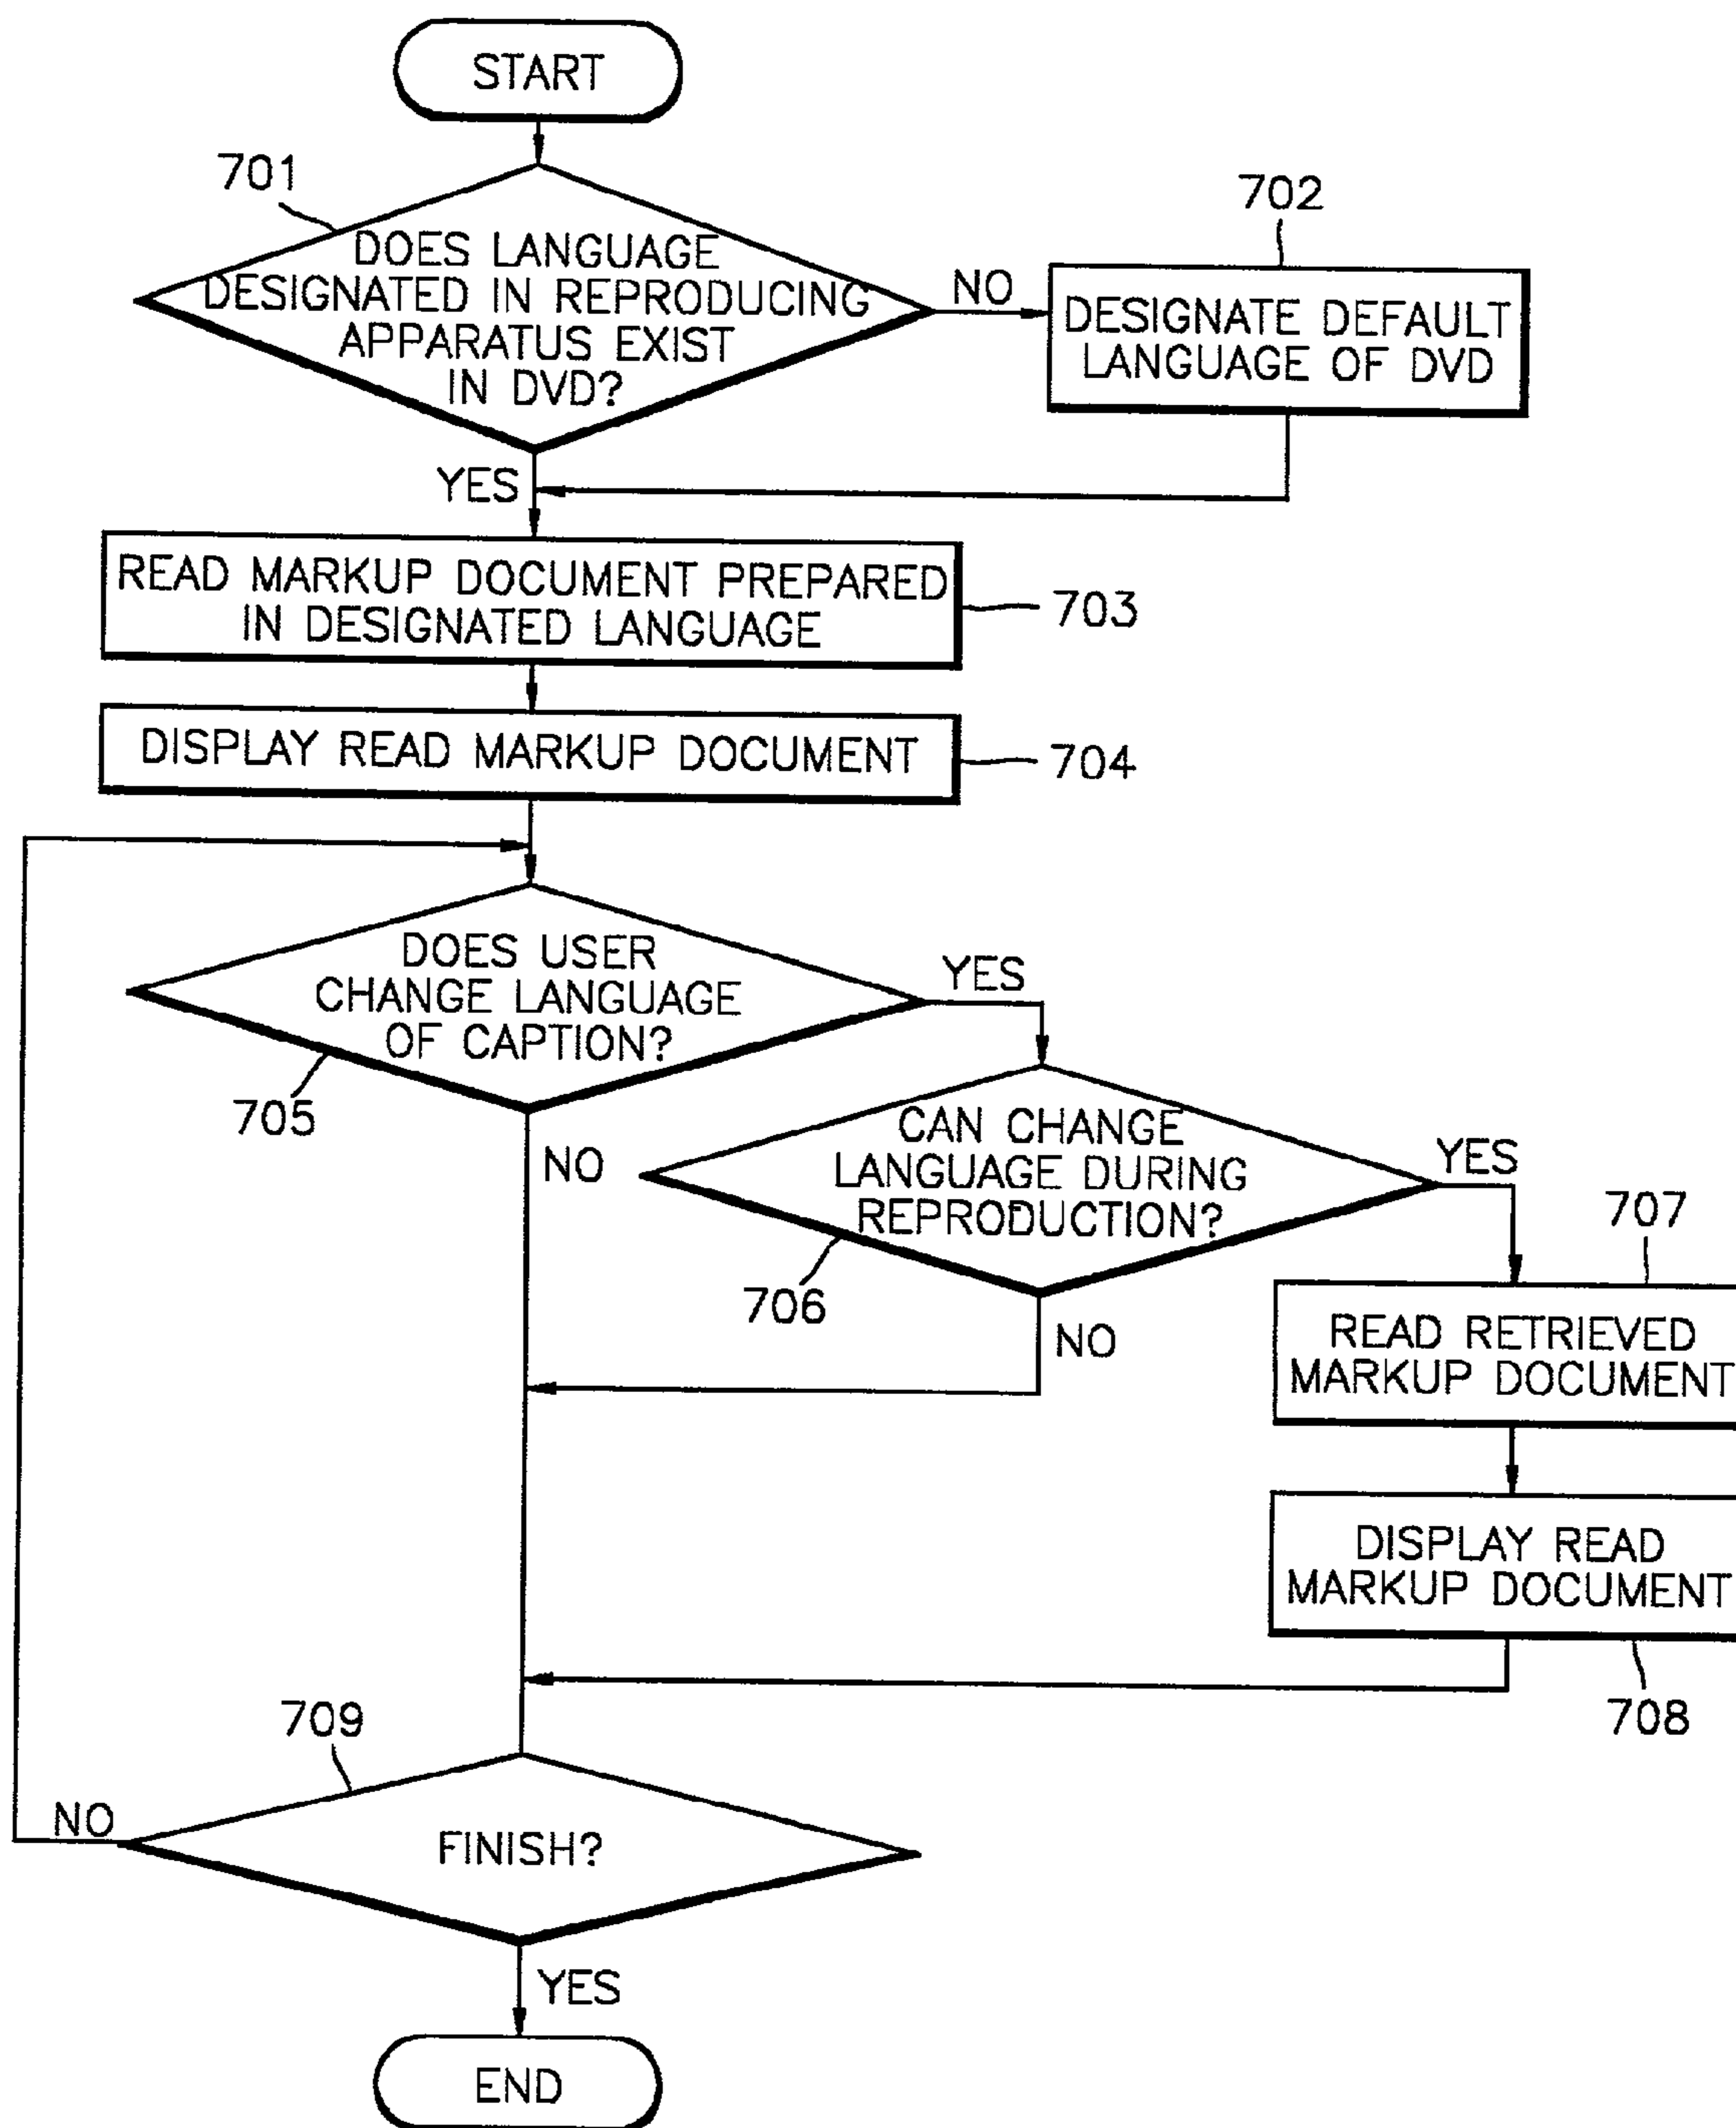 START
701
DOES LANGUAGE
DESIGNATED IN REPRODUCING
APPARATUS EXIST
IN DVD?
NO
702
DESIGNATE DEFAULT
LANGUAGE OF DVD
YES
READ MARKUP DOCUMENT PREPARED
IN DESIGNATED LANGUAGE
703
DISPLAY READ MARKUP DOCUMENT
704
DOES USER
CHANGE LANGUAGE
OF CAPTION?
YES
705
NO
CAN CHANGE
LANGUAGE DURING
REPRODUCTION?
YES
706
NO
707
READ RETRIEVED
MARKUP DOCUMENT
DISPLAY READ
MARKUP DOCUMENT
708
709
NO
FINISH?
YES
END